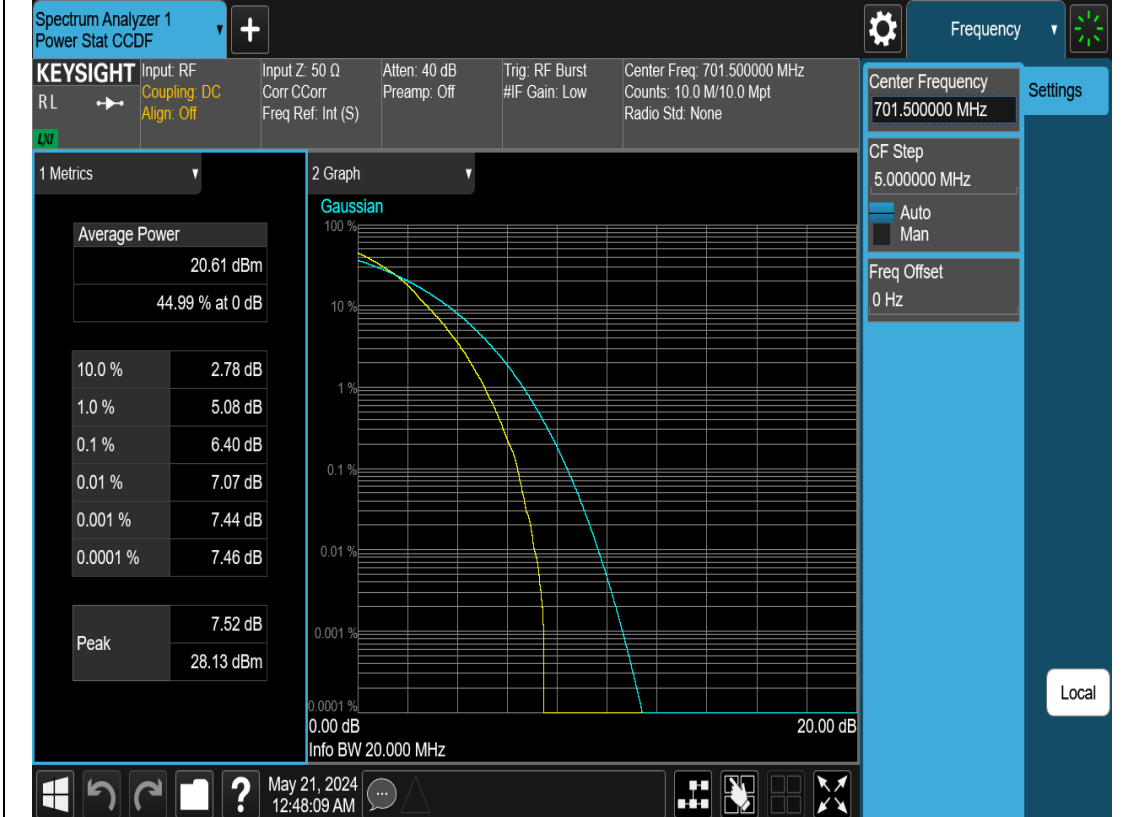 Spectrum Analyzer 1
Power Stat CCDF
+
Frequency
KEYSIGHT
RL
LXI
Input: RF
Coupling: DC
Align: Off
Input Z: 50 Ω
Corr CCorr
Freq Ref: Int (S)
Atten: 40 dB
Preamp: Off
Trig: RF Burst
#IF Gain: Low
Center Freq: 701.500000 MHz
Counts: 10.0 M/10.0 Mpt
Radio Std: None
Center Frequency
701.500000 MHz
Settings
CF Step
5.000000 MHz
Auto
Man
Freq Offset
0 Hz
1 Metrics
Average Power
20.61 dBm
44.99 % at 0 dB
10.0 % 2.78 dB
1.0 % 5.08 dB
0.1 % 6.40 dB
0.01 % 7.07 dB
0.001 % 7.44 dB
0.0001 % 7.46 dB
Peak
7.52 dB
28.13 dBm
2 Graph
Gaussian
100 %
10 %
1 %
0.1 %
0.01 %
0.001 %
0.0001 %
0.00 dB 20.00 dB
Info BW 20.000 MHz
Local
?
May 21, 2024
12:48:09 AM